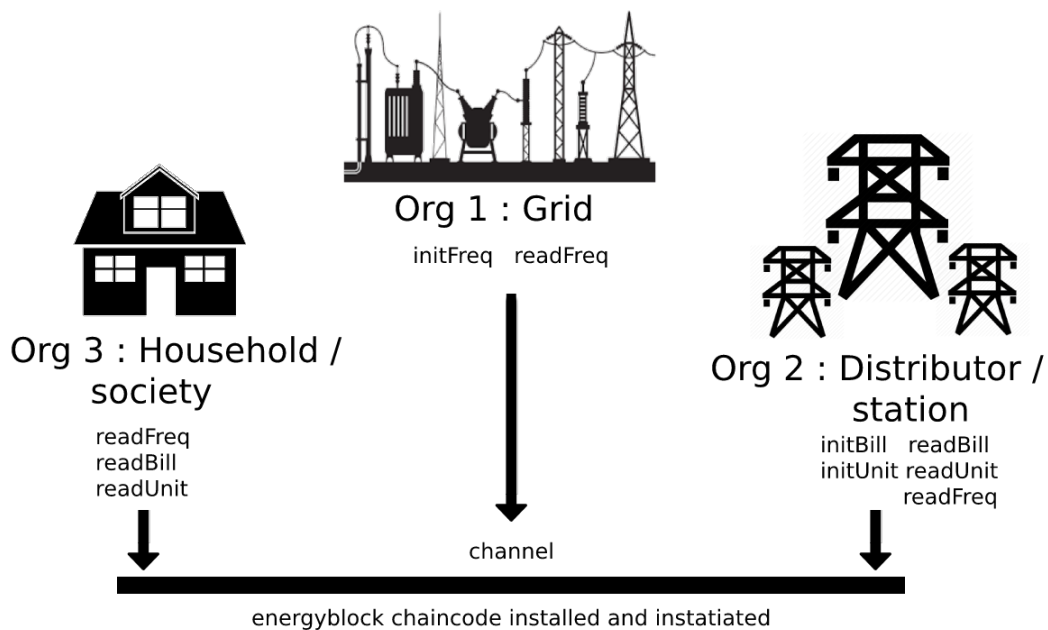 Org 1 : Grid
initFreq readFreq
Org 3 : Household /
society
readFreq
readBill
readUnit
Org 2 : Distributor /
station
initBill readBill
initUnit readUnit
readFreq
channel
energyblock chaincode installed and instatiated